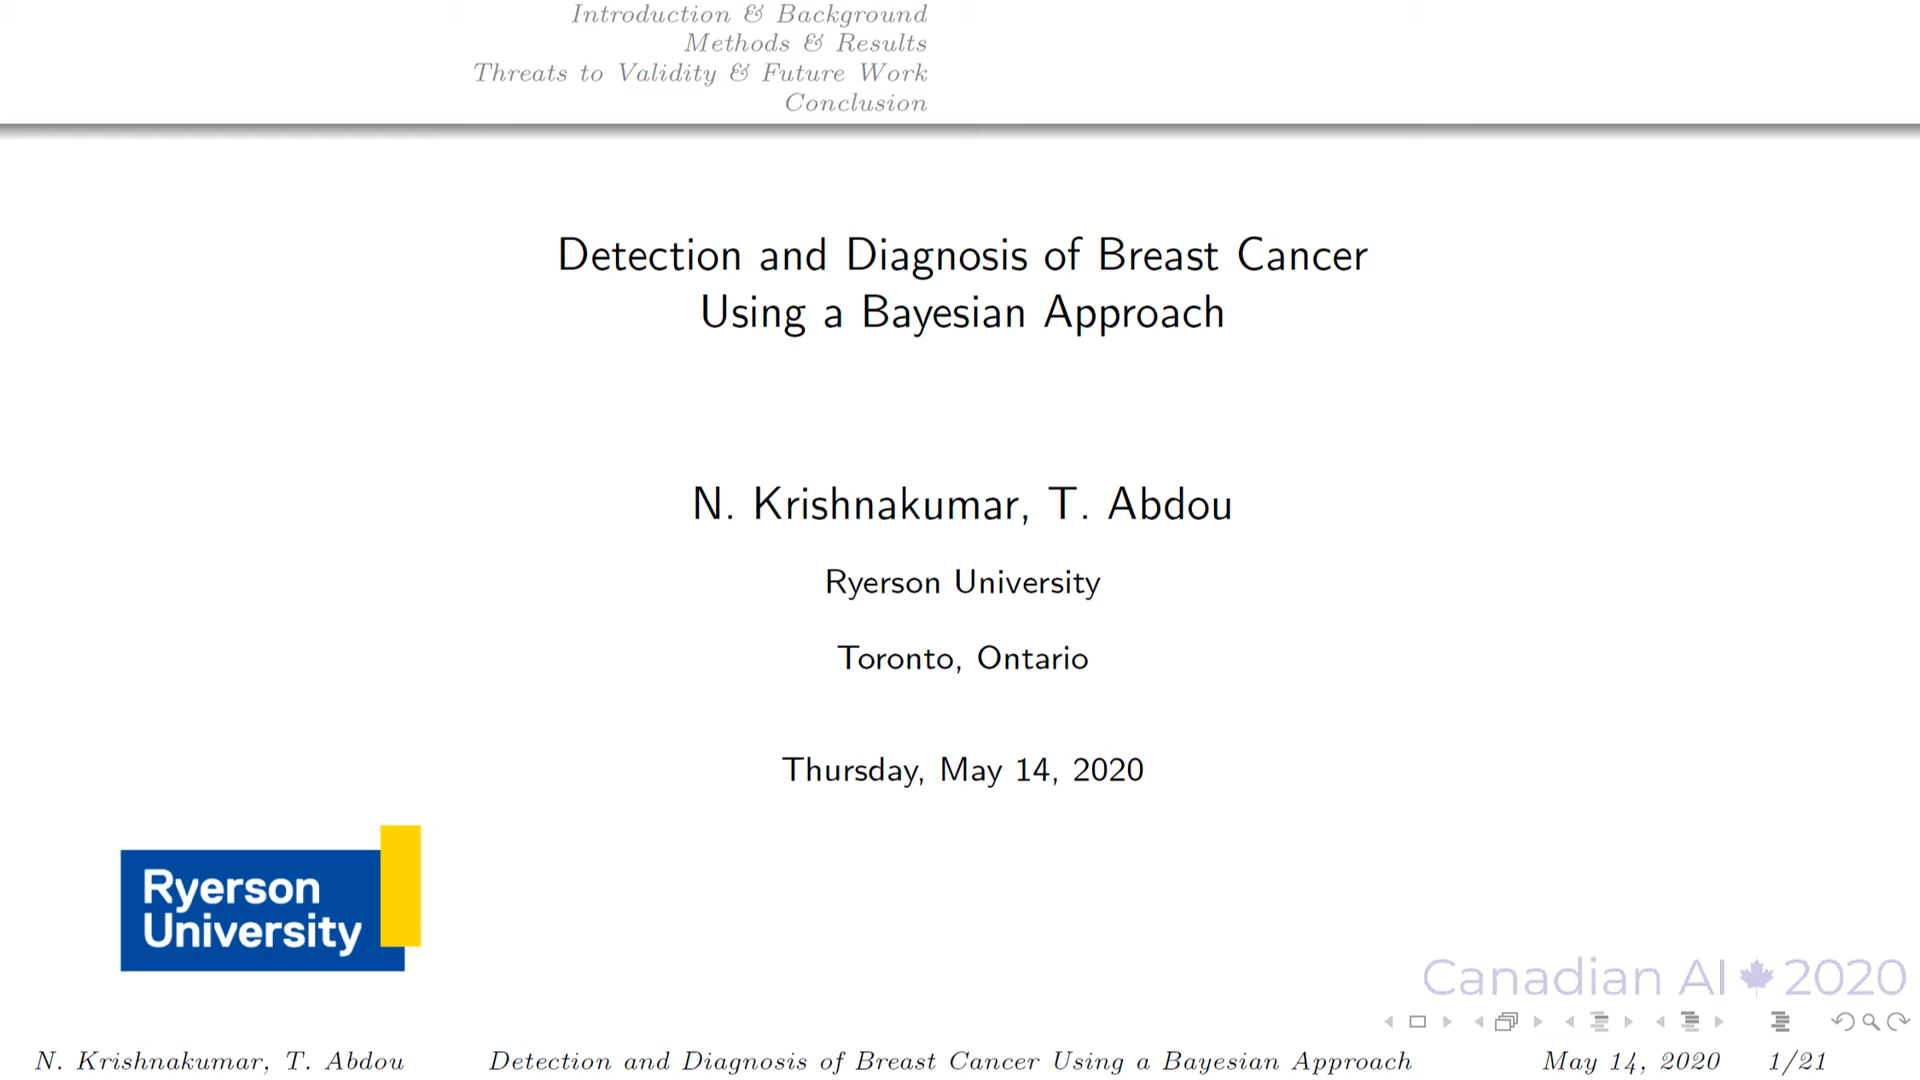 Introduction & Background
Methods & Results
Threats to Validity & Future Work
Conclusion
Detection and Diagnosis of Breast Cancer
Using a Bayesian Approach
N. Krishnakumar, T. Abdou
Ryerson University
Toronto, Ontario
Thursday, May 14, 2020
Ryerson
University
Canadian AI 2020
N. Krishnakumar, T. Abdou Detection and Diagnosis of Breast Cancer Using a Bayesian Approach May 14, 2020 1/21